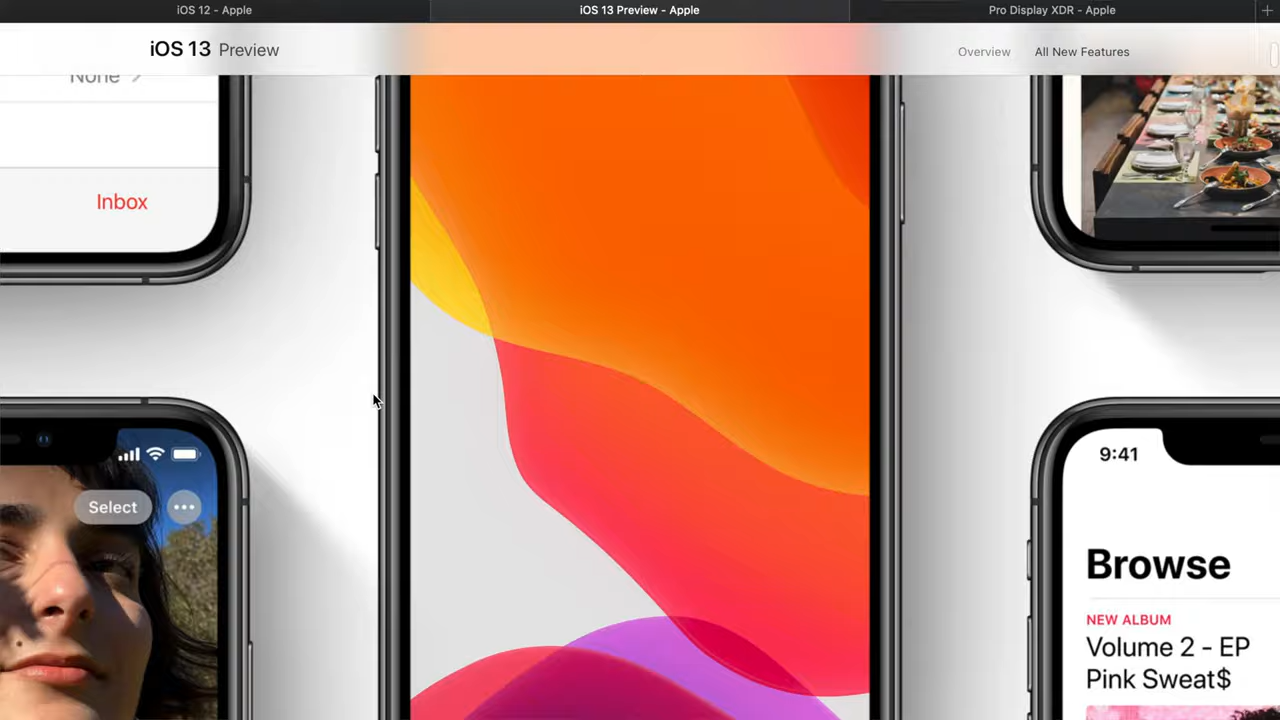 iOS 12 - Apple
iOS 13 Preview - Apple
Pro Display XDR - Apple
iOS 13 Preview
Overview
All New Features
None
Inbox
Select
9:41
Browse
NEW ALBUM
Volume 2 - EP
Pink Sweat$